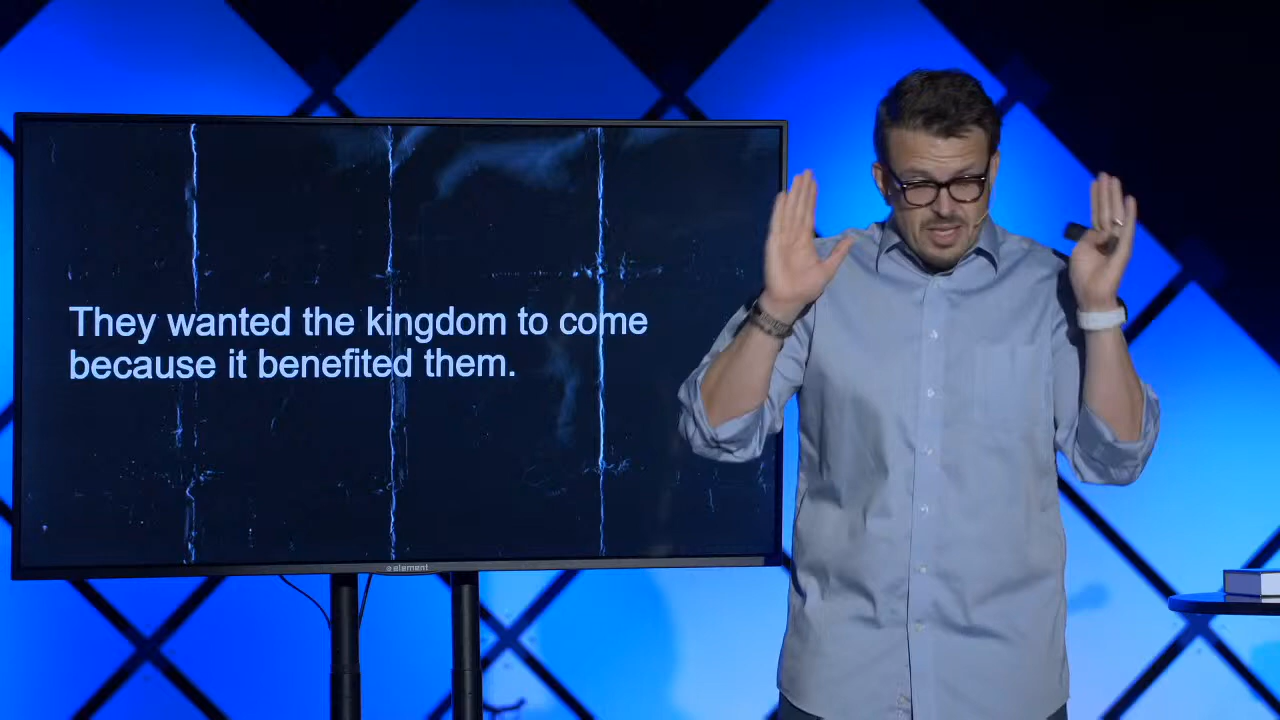 They wanted the kingdom to come
because it benefited them.
element